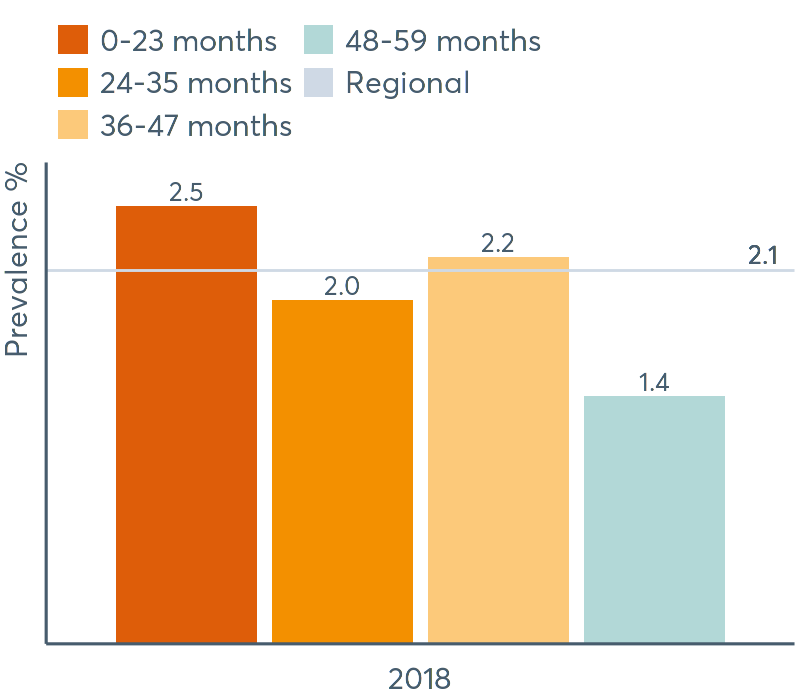 0-23 months
48-59 months
24-35 months
Regional
36-47 months
Prevalence %
2.5
2.0
2.2
1.4
2.1
2018